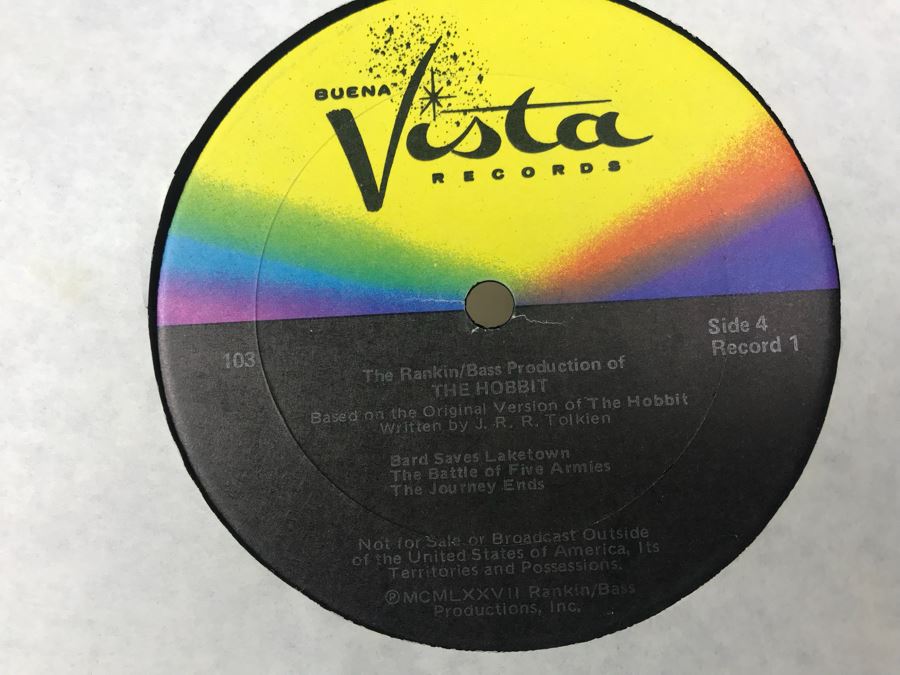 BUENA
Vista
RECORDS
Side 4
Record 1
103
The Rankin/Bass Production of
THE HOBBIT
Based on the Original Version of The Hobbit
Written by J. R. R. Tolkien
Bard Saves Laketown
The Battle of Five Armies
The Journey Ends
Not for Sale or Broadcast Outside
of the United States of America, Its
Territories and Possessions.
ⓅMCMLXXVII Rankin/Bass
Productions, Inc.